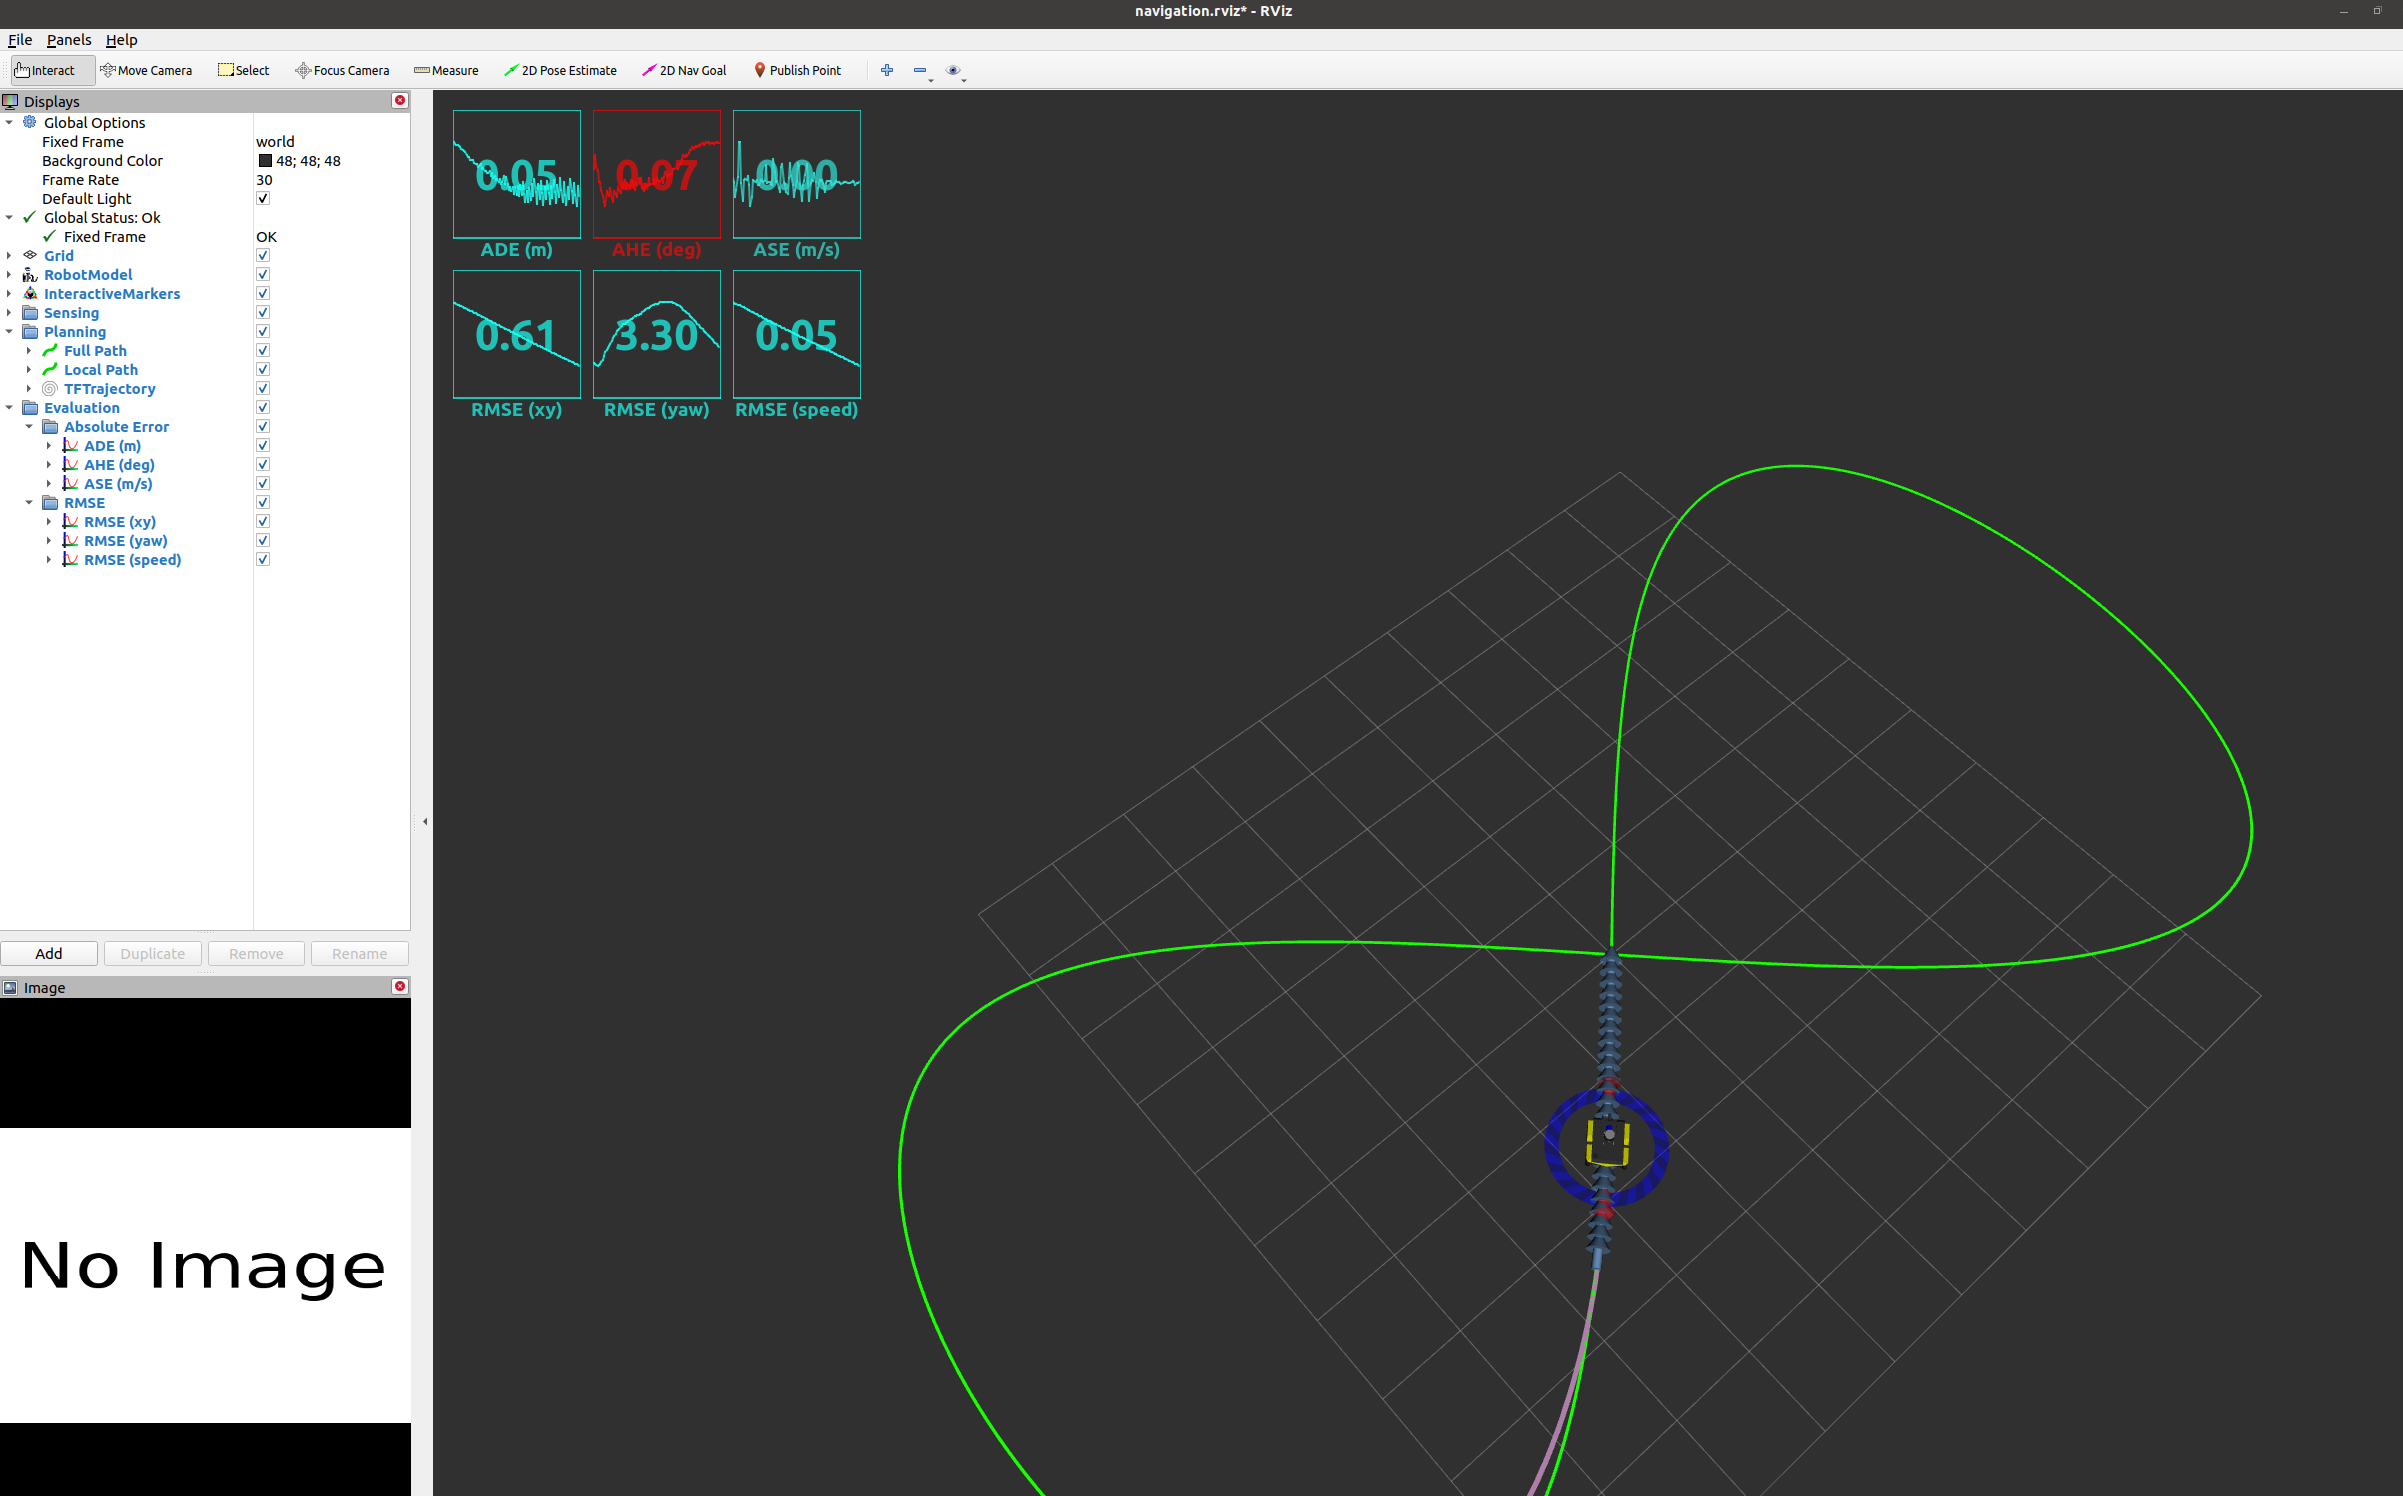 navigation.rviz* - RViz
File Panels Help
Interact Move Camera Select Focus Camera Measure 2D Pose Estimate 2D Nav Goal Publish Point
Displays
Global Options
Fixed Frame world
Background Color 48; 48; 48
Frame Rate 30
Default Light
Global Status: Ok
Fixed Frame OK
Grid
RobotModel
InteractiveMarkers
Sensing
Planning
Full Path
Local Path
TFTrajectory
Evaluation
Absolute Error
ADE (m)
AHE (deg)
ASE (m/s)
RMSE
RMSE (xy)
RMSE (yaw)
RMSE (speed)
Add Duplicate Remove Rename
Image
No Image
0.05 0.07 0.00
ADE (m) AHE (deg) ASE (m/s)
0.61 3.30 0.05
RMSE (xy) RMSE (yaw) RMSE (speed)